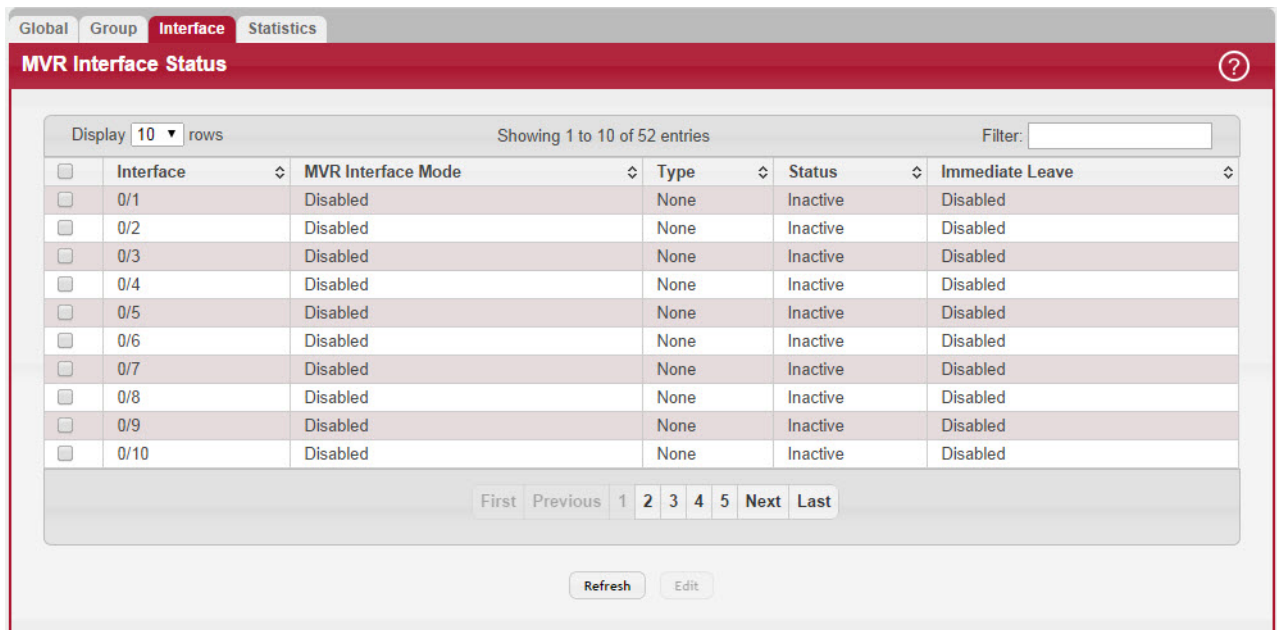 Global Group Interface Statistics
MVR Interface Status ?
Display 10 rows Showing 1 to 10 of 52 entries Filter:
Interface MVR Interface Mode Type Status Immediate Leave
0/1 Disabled None Inactive Disabled
0/2 Disabled None Inactive Disabled
0/3 Disabled None Inactive Disabled
0/4 Disabled None Inactive Disabled
0/5 Disabled None Inactive Disabled
0/6 Disabled None Inactive Disabled
0/7 Disabled None Inactive Disabled
0/8 Disabled None Inactive Disabled
0/9 Disabled None Inactive Disabled
0/10 Disabled None Inactive Disabled
First Previous 1 2 3 4 5 Next Last
Refresh Edit